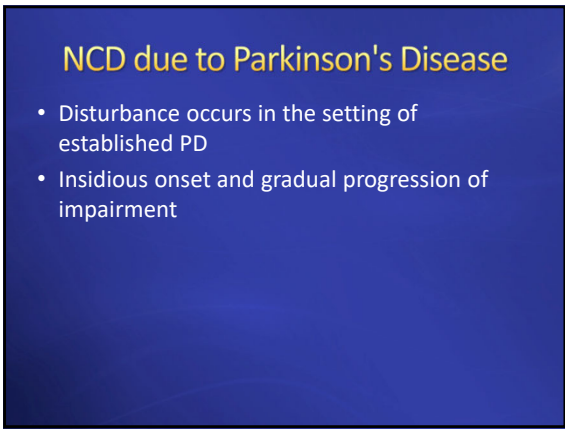 NCD due to Parkinson's Disease
• Disturbance occurs in the setting of
established PD
• Insidious onset and gradual progression of
impairment